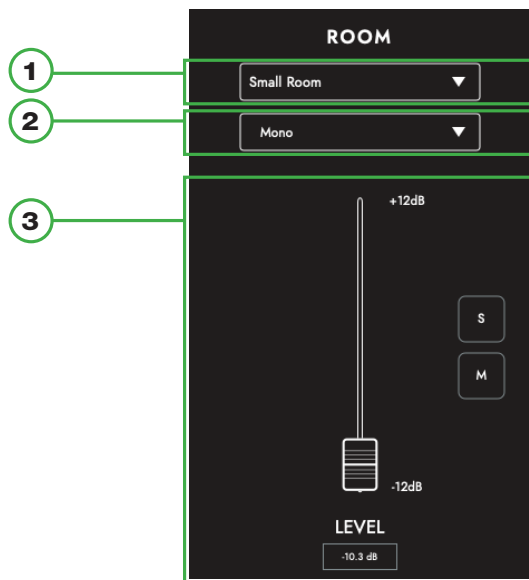 ROOM
1
Small Room
2
Mono
3
+12dB
S
M
-12dB
LEVEL
-10.3 dB